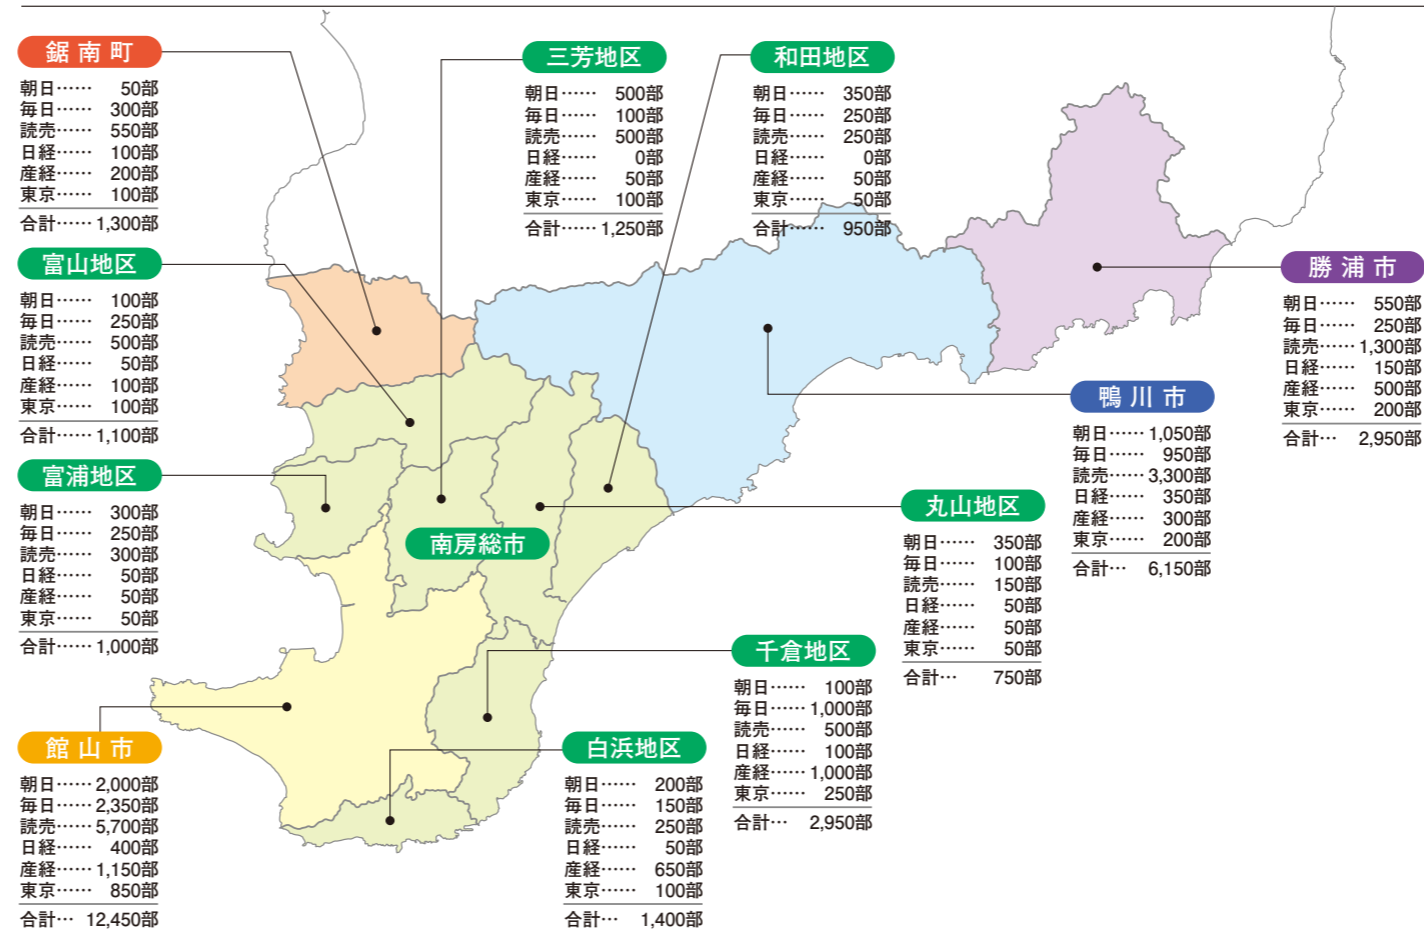 鋸南町
朝日…… 50部
毎日…… 300部
読売…… 550部
日経…… 100部
産経…… 200部
東京…… 100部
合計…… 1,300部
富山地区
朝日…… 100部
毎日…… 250部
読売…… 500部
日経…… 50部
産経…… 100部
東京…… 100部
合計…… 1,100部
富浦地区
朝日…… 300部
毎日…… 250部
読売…… 300部
日経…… 50部
産経…… 50部
東京…… 50部
合計…… 1,000部
館山市
朝日…… 2,000部
毎日…… 2,350部
読売…… 5,700部
日経…… 400部
産経…… 1,150部
東京…… 850部
合計… 12,450部
三芳地区
朝日…… 500部
毎日…… 100部
読売…… 500部
日経…… 0部
産経…… 50部
東京…… 100部
合計…… 1,250部
和田地区
朝日…… 350部
毎日…… 250部
読売…… 250部
日経…… 0部
産経…… 50部
東京…… 50部
合計…… 950部
南房総市
白浜地区
朝日…… 200部
毎日…… 150部
読売…… 250部
日経…… 50部
産経…… 650部
東京…… 100部
合計… 1,400部
千倉地区
朝日…… 100部
毎日…… 1,000部
読売…… 500部
日経…… 100部
産経…… 1,000部
東京…… 250部
合計… 2,950部
丸山地区
朝日…… 350部
毎日…… 100部
読売…… 150部
日経…… 50部
産経…… 50部
東京…… 50部
合計… 750部
鴨川市
朝日…… 1,050部
毎日…… 950部
読売…… 3,300部
日経…… 350部
産経…… 300部
東京…… 200部
合計… 6,150部
勝浦市
朝日…… 550部
毎日…… 250部
読売…… 1,300部
日経…… 150部
産経…… 500部
東京…… 200部
合計… 2,950部